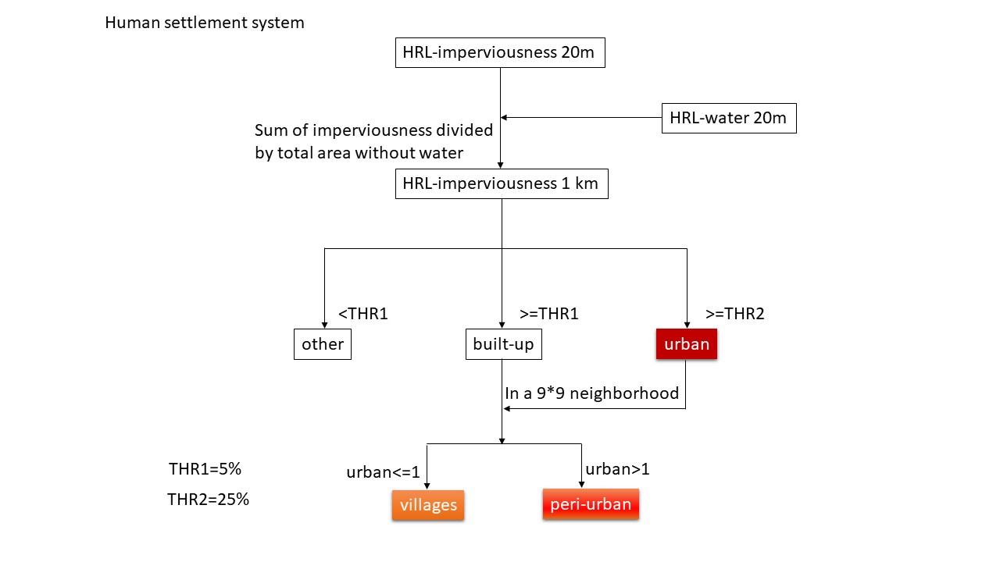 Human settlement system
HRL-imperviousness 20m
HRL-water 20m
Sum of imperviousness divided
by total area without water
HRL-imperviousness 1 km
<THR1
>=THR1
>=THR2
other
built-up
urban
In a 9*9 neighborhood
THR1=5%
urban<=1
urban>1
THR2=25%
villages
peri-urban